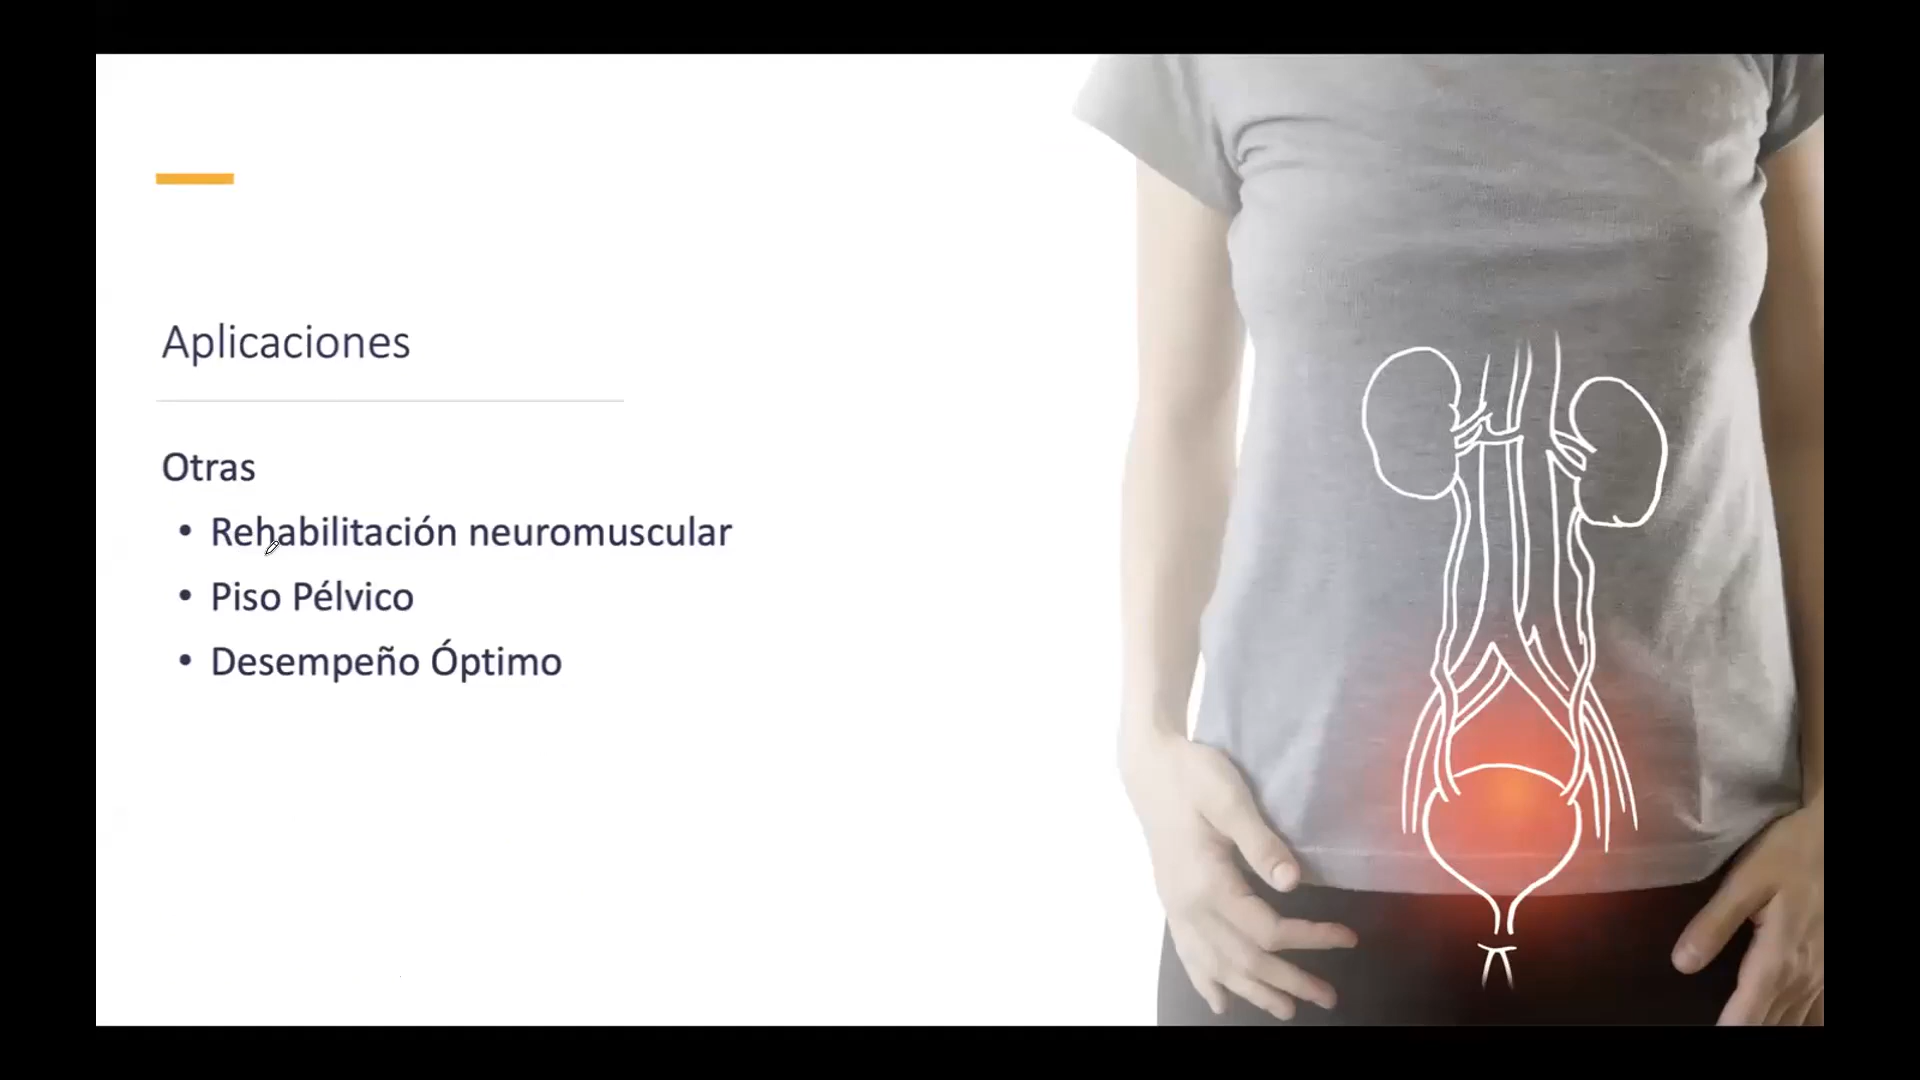 Aplicaciones
Otras
• Rehabilitación neuromuscular
• Piso Pélvico
• Desempeño Óptimo